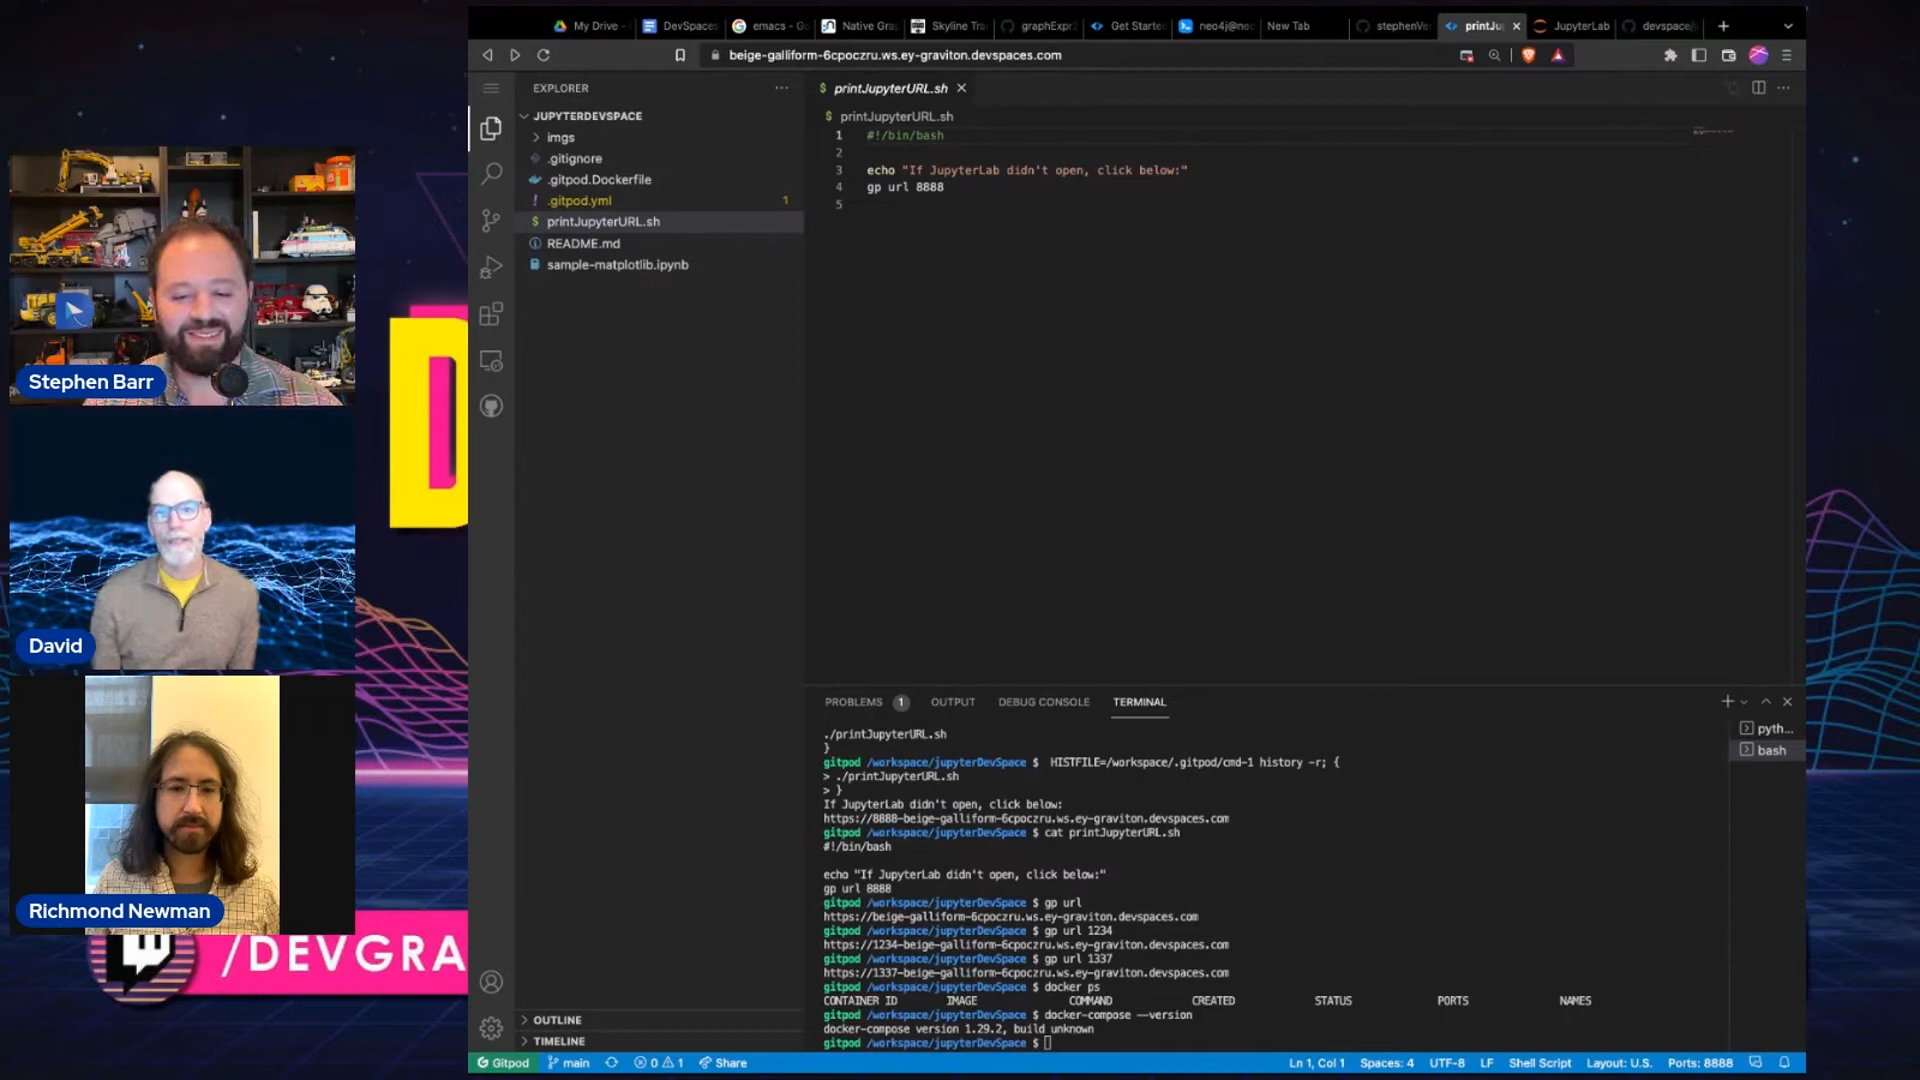 My Drive -
DevSpaces
emacs - Go
Native Gra
Skyline Tra
graphExpr
Get Starte
neo4j@neo
New Tab
stephenVe
printJu
JupyterLab
devspace/
beige-galliform-6cpoczru.ws.ey-graviton.devspaces.com
EXPLORER
JUPYTERDEVSPACE
imgs
.gitignore
.gitpod.Dockerfile
.gitpod.yml 1
printJupyterURL.sh
README.md
sample-matplotlib.ipynb
OUTLINE
TIMELINE
$ printJupyterURL.sh
$ printJupyterURL.sh
1 #!/bin/bash
2
3 echo "If JupyterLab didn't open, click below:"
4 gp url 8888
5
PROBLEMS 1 OUTPUT DEBUG CONSOLE TERMINAL
./printJupyterURL.sh
}
gitpod /workspace/jupyterDevSpace $  HISTFILE=/workspace/.gitpod/cmd-1 history -r; {
> ./printJupyterURL.sh
> }
If JupyterLab didn't open, click below:
https://8888-beige-galliform-6cpoczru.ws.ey-graviton.devspaces.com
gitpod /workspace/jupyterDevSpace $ cat printJupyterURL.sh
#!/bin/bash
echo "If JupyterLab didn't open, click below:"
gp url 8888
gitpod /workspace/jupyterDevSpace $ gp url
https://beige-galliform-6cpoczru.ws.ey-graviton.devspaces.com
gitpod /workspace/jupyterDevSpace $ gp url 1234
https://1234-beige-galliform-6cpoczru.ws.ey-graviton.devspaces.com
gitpod /workspace/jupyterDevSpace $ gp url 1337
https://1337-beige-galliform-6cpoczru.ws.ey-graviton.devspaces.com
gitpod /workspace/jupyterDevSpace $ docker ps
CONTAINER ID IMAGE COMMAND CREATED STATUS PORTS NAMES
gitpod /workspace/jupyterDevSpace $ docker-compose --version
docker-compose version 1.29.2, build unknown
gitpod /workspace/jupyterDevSpace $
pyth...
bash
Gitpod main 0 1 Share
Ln 1, Col 1 Spaces: 4 UTF-8 LF Shell Script Layout: U.S. Ports: 8888
Stephen Barr
David
Richmond Newman
D
/DEVGRA